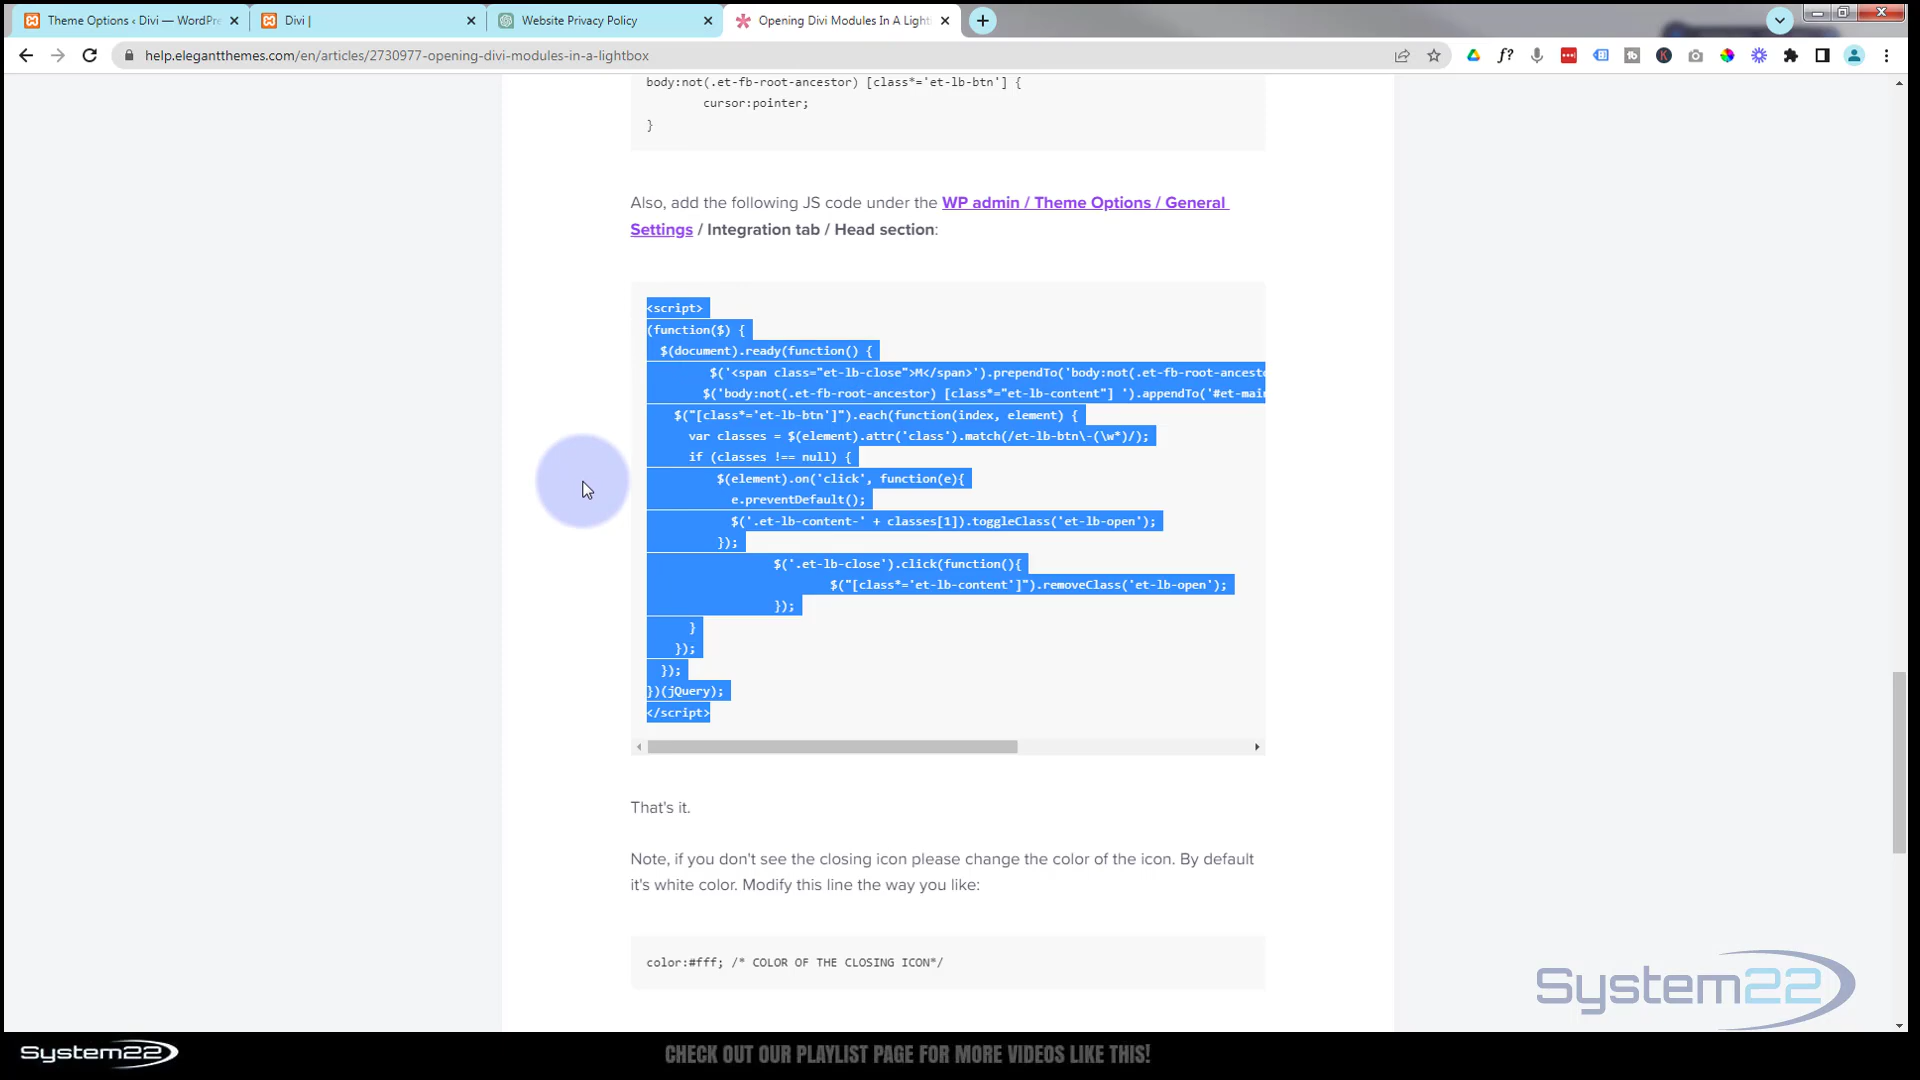 Theme Options ‹ Divi — WordPre
Divi |
Website Privacy Policy
Opening Divi Modules In A Light
help.elegantthemes.com/en/articles/2730977-opening-divi-modules-in-a-lightbox
body:not(.et-fb-root-ancestor) [class*='et-lb-btn'] {
cursor:pointer;
}
Also, add the following JS code under the WP admin / Theme Options / General
Settings / Integration tab / Head section:
<script>
(function($) {
$(document).ready(function() {
$('<span class="et-lb-close">M</span>').prependTo('body:not(.et-fb-root-ancesto
$('body:not(.et-fb-root-ancestor) [class*="et-lb-content"] ').appendTo('#et-mai
$("[class*='et-lb-btn']").each(function(index, element) {
var classes = $(element).attr('class').match(/et-lb-btn\-(\w*)/);
if (classes !== null) {
$(element).on('click', function(e){
e.preventDefault();
$('.et-lb-content-' + classes[1]).toggleClass('et-lb-open');
});
$('.et-lb-close').click(function(){
$("[class*='et-lb-content']").removeClass('et-lb-open');
});
}
});
});
})(jQuery);
</script>
That's it.
Note, if you don't see the closing icon please change the color of the icon. By default
it's white color. Modify this line the way you like:
color:#fff; /* COLOR OF THE CLOSING ICON*/
System22
System22
CHECK OUT OUR PLAYLIST PAGE FOR MORE VIDEOS LIKE THIS!